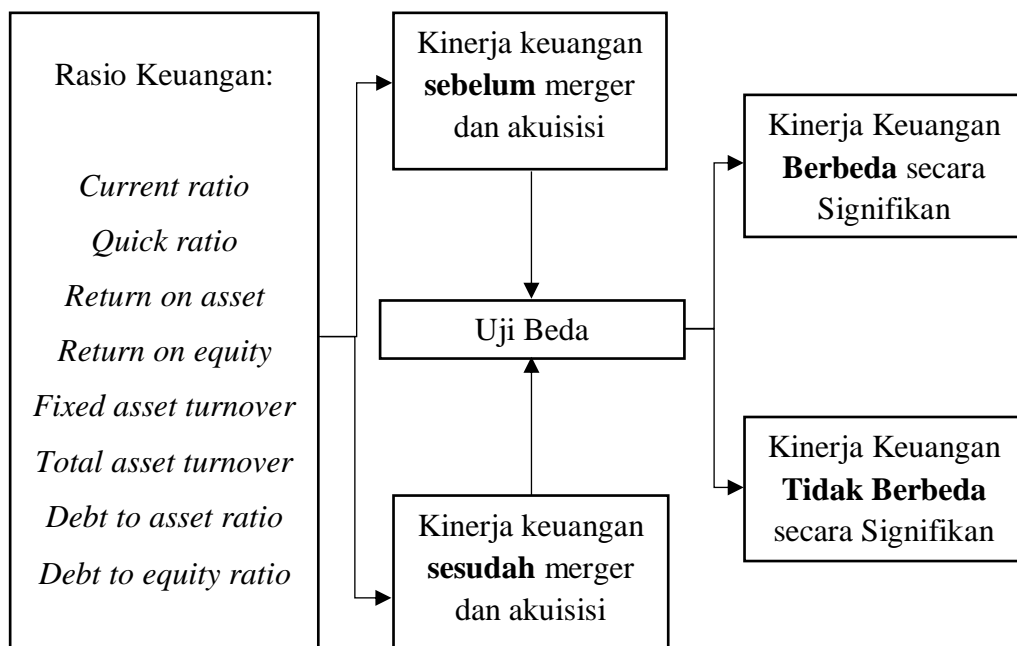 Rasio Keuangan:
Current ratio
Quick ratio
Return on asset
Return on equity
Fixed asset turnover
Total asset turnover
Debt to asset ratio
Debt to equity ratio
Kinerja keuangan
sebelum merger
dan akuisisi
Uji Beda
Kinerja keuangan
sesudah merger
dan akuisisi
Kinerja Keuangan
Berbeda secara
Signifikan
Kinerja Keuangan
Tidak Berbeda
secara Signifikan